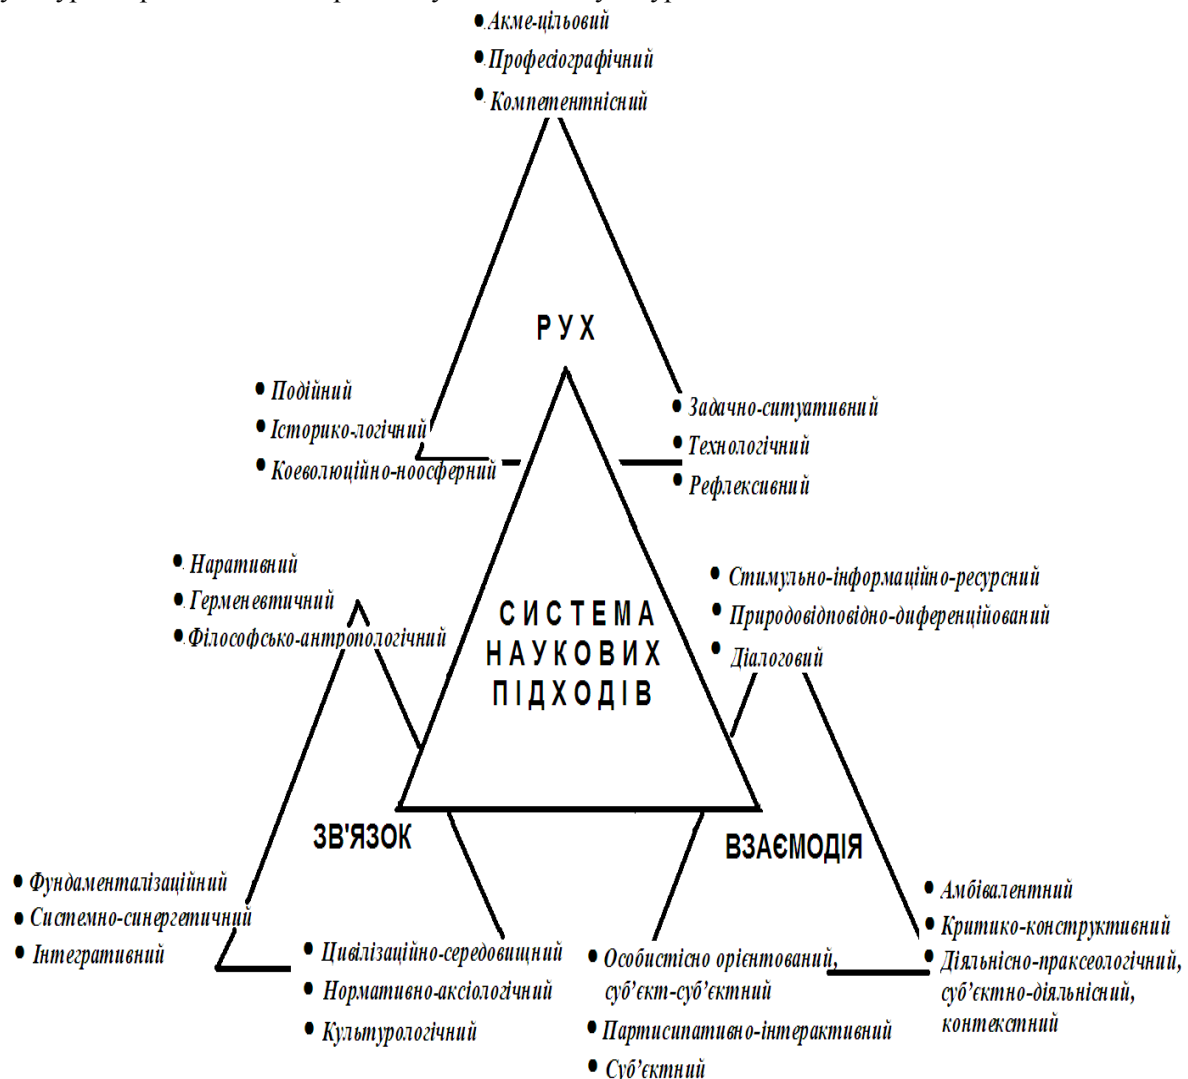 • Акме-цільовий
• Професіографічний
• Компетентнісний
РУХ
• Подійний
• Історико-логічний
• Коеволюційно-ноосферний
• Задачно-ситуативний
• Технологічний
• Рефлексивний
• Наративний
• Герменевтичний
• Філософсько-антропологічний
• Стимульно-інформаційно-ресурсний
• Природовідповідно-диференційований
• Діалоговий
СИСТЕМА
НАУКОВИХ
ПІДХОДІВ
ЗВ'ЯЗОК
ВЗАЄМОДІЯ
• Фундаменталізаційний
• Системно-синергетичний
• Інтегративний
• Цивілізаційно-середовищний
• Нормативно-аксіологічний
• Культурологічний
• Особистісно орієнтований,
суб’єкт-суб’єктний
• Партисипативно-інтерактивний
• Суб’єктний
• Амбівалентний
• Критико-конструктивний
• Діяльнісно-праксеологічний,
суб’єктно-діяльнісний,
контекстний